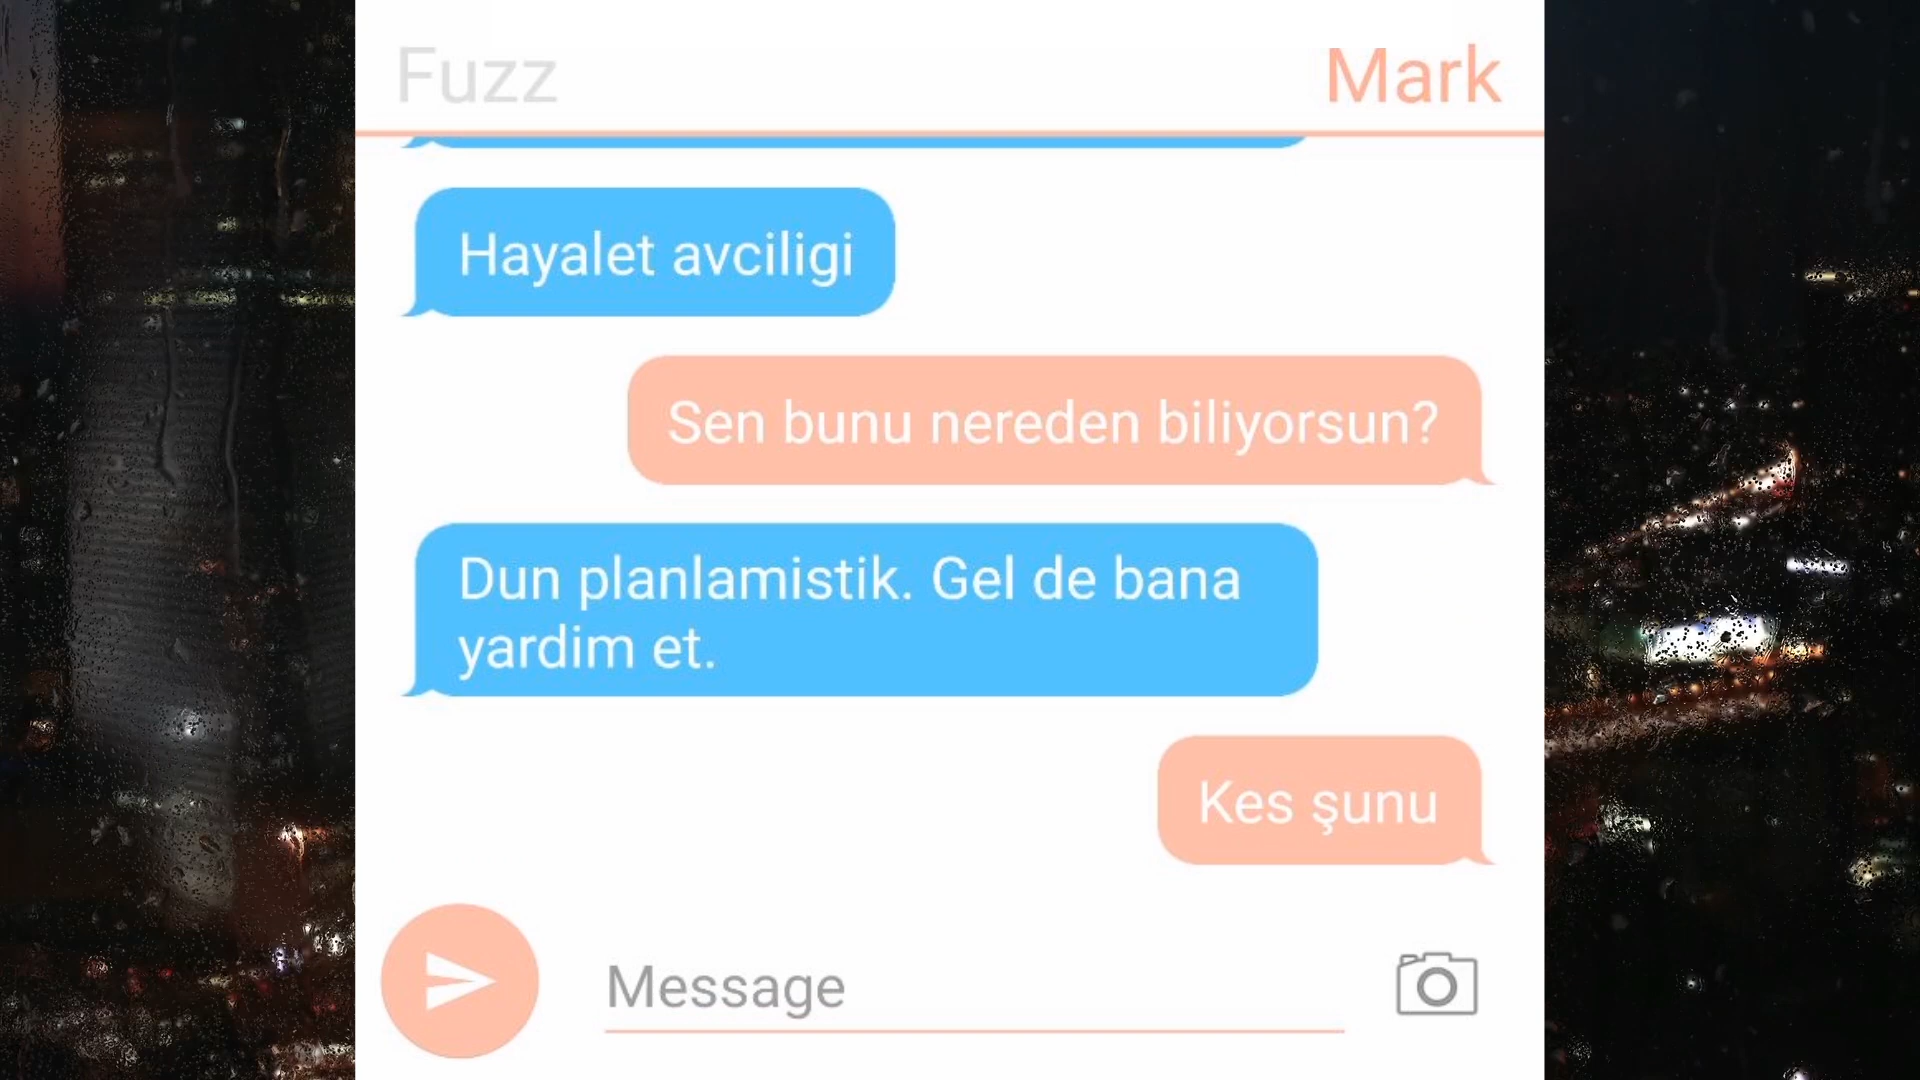 Fuzz
Mark
Hayalet avciligi
Sen bunu nereden biliyorsun?
Dun planlamistik. Gel de bana
yardim et.
Kes şunu
Message